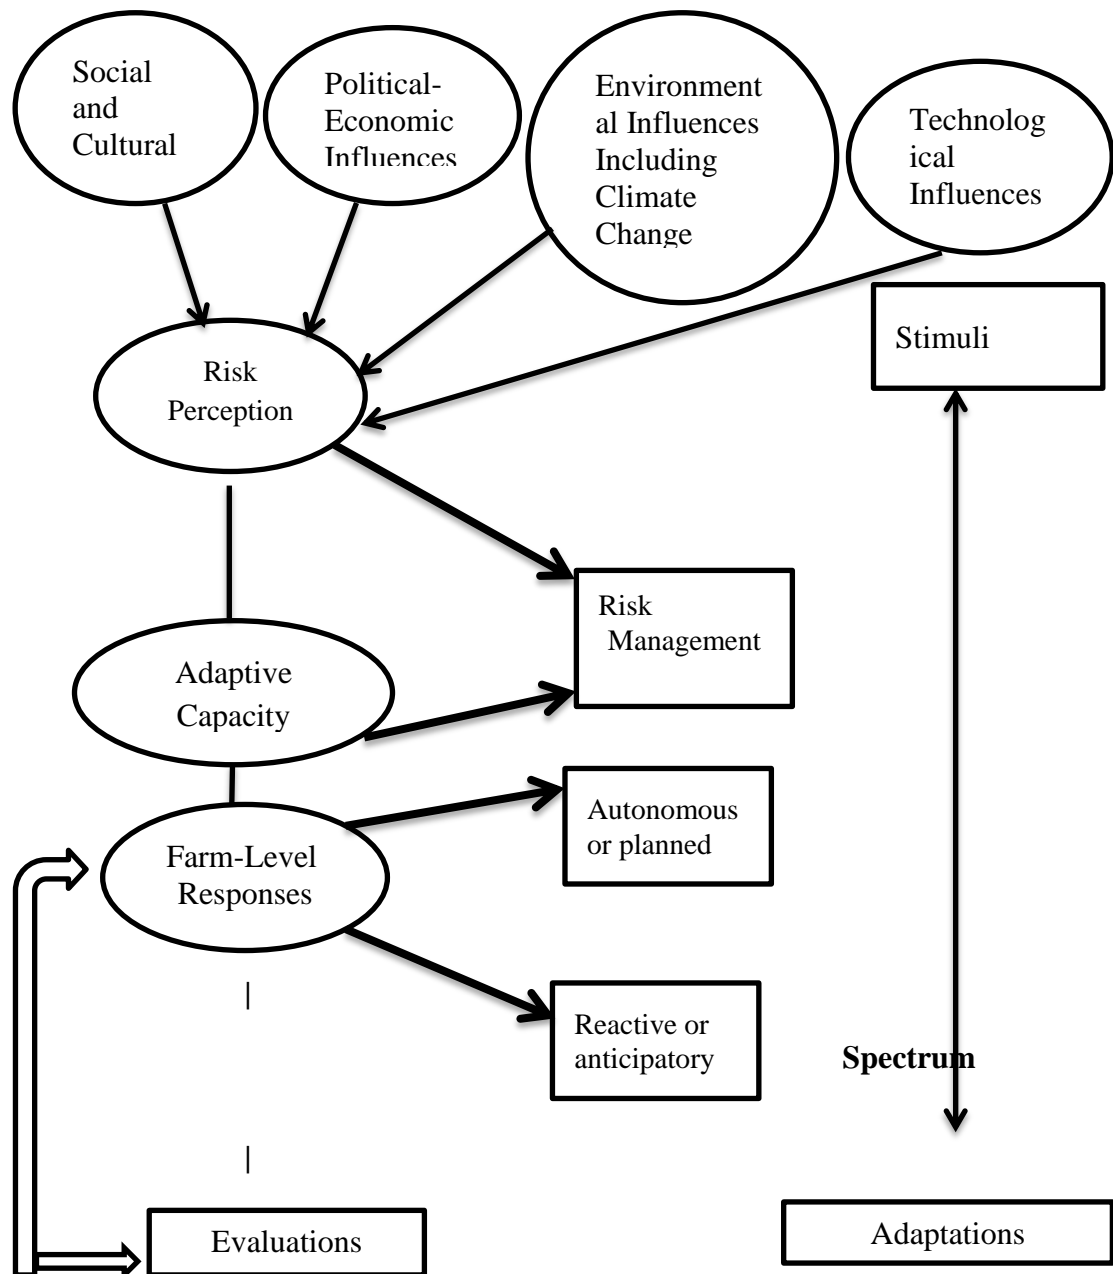 Social
and
Cultural
Political-
Economic
Influences
Environment
al Influences
Including
Climate
Change
Technolog
ical
Influences
Stimuli
Risk
Perception
Risk
Management
Adaptive
Capacity
Autonomous
or planned
Farm-Level
Responses
Reactive or
anticipatory
Spectrum
Evaluations
Adaptations